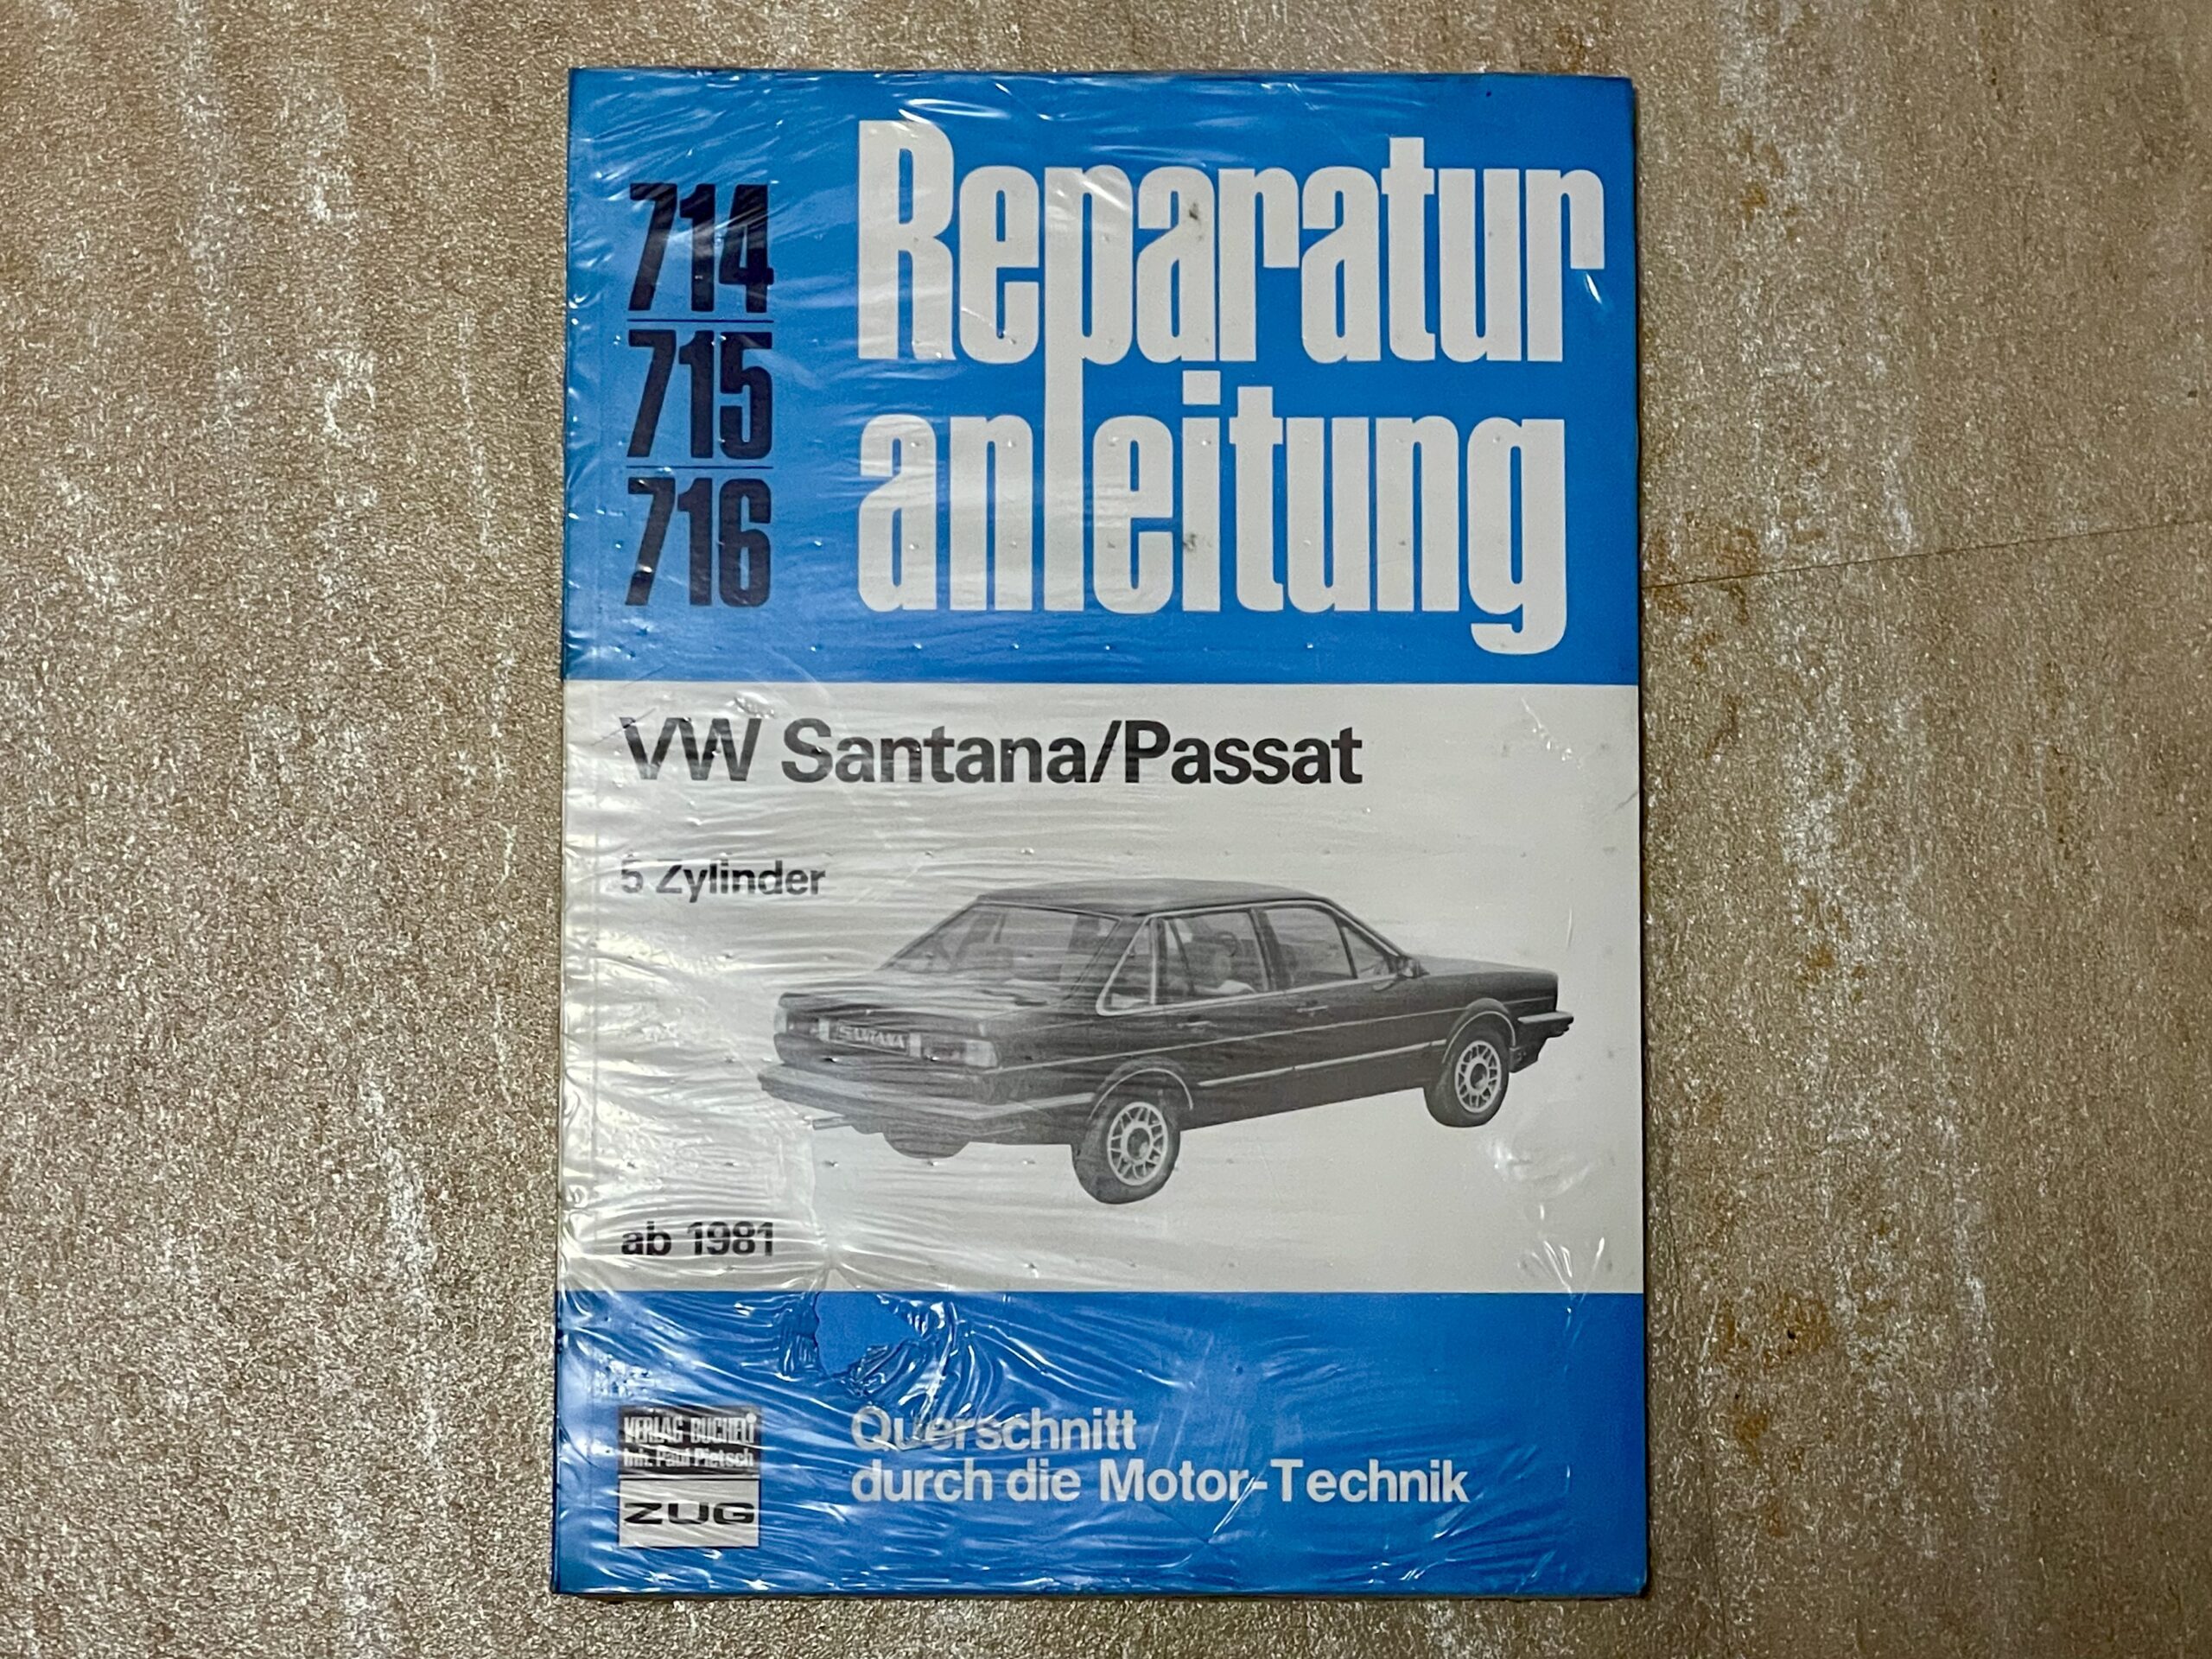 714
715
716
Reparatur
anleitung
VW Santana/Passat
5 Zylinder
SANTANA
ab 1981
VERLAG BUCHELI
Inh. Paul Pietsch
ZUG
Querschnitt
durch die Motor-Technik